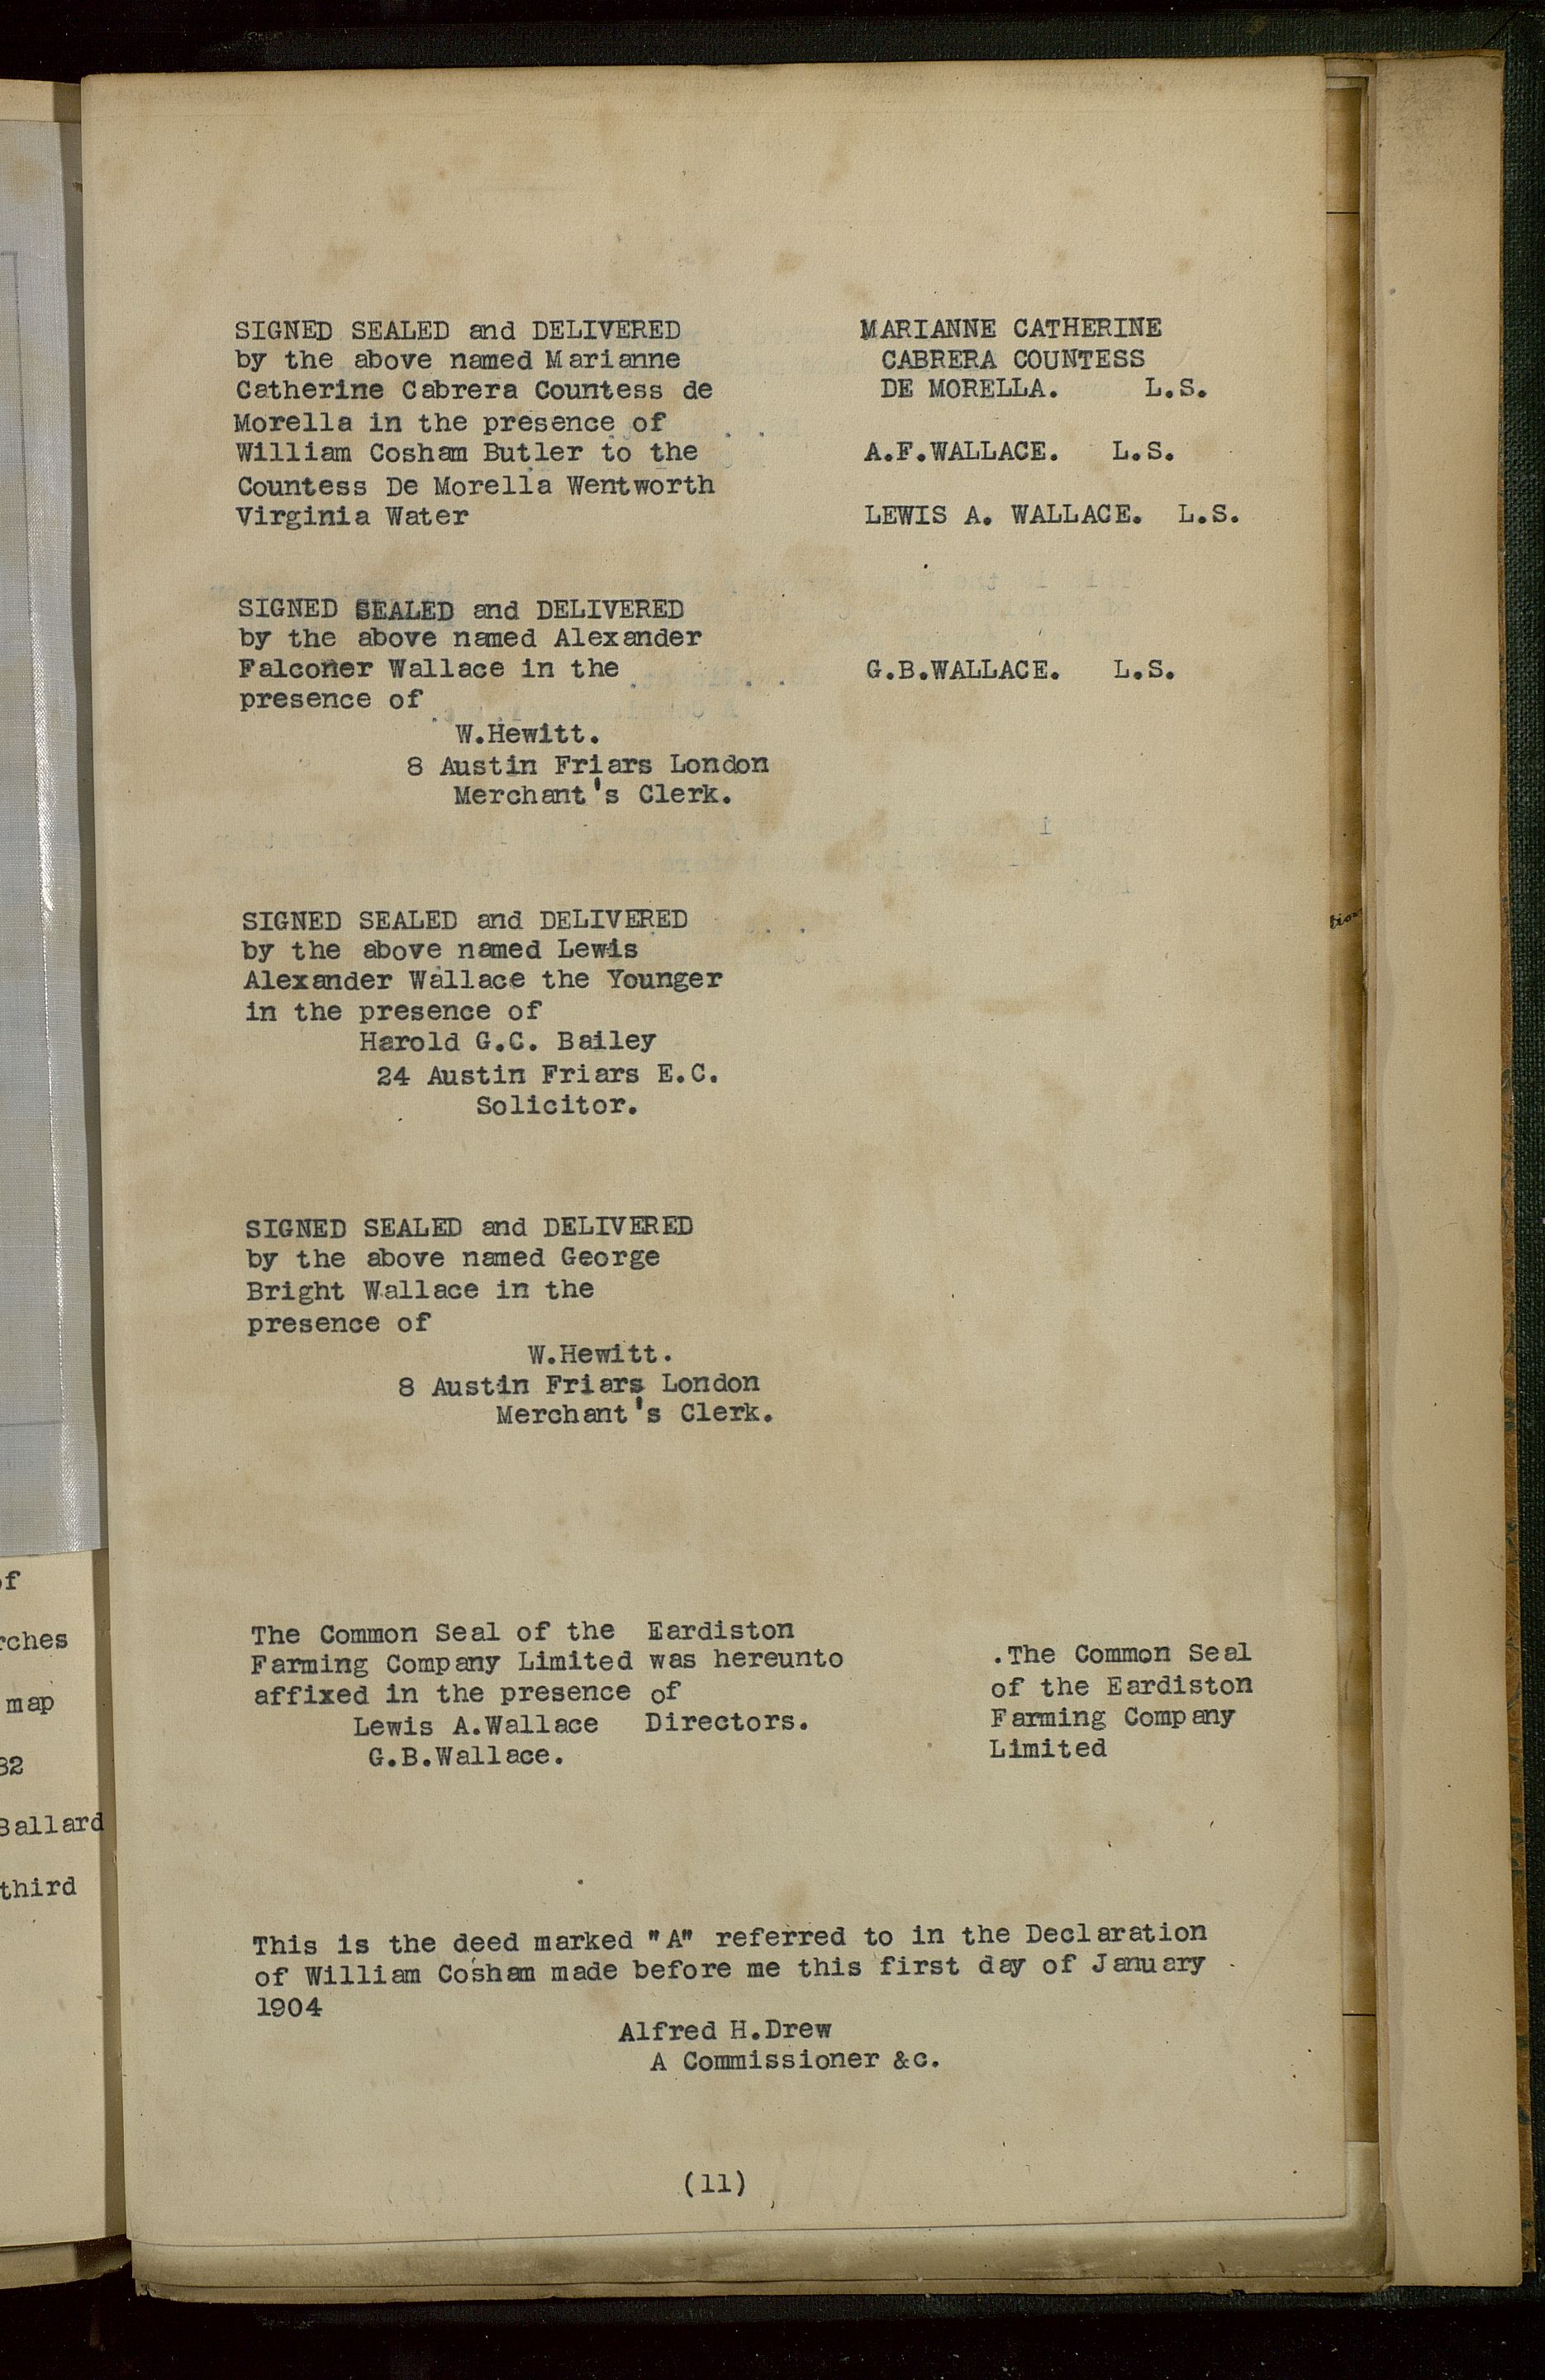 SIGNED SEALED and DELIVERED
by the above named Marianne
Catherine Cabrera Countess de
Morella in the presence of
William Cosham Butler to the
Countess De Morella Wentworth
Virginia Water
MARIANNE CATHERINE
CABRERA COUNTESS
DE MORELLA. L.S.
A.F.WALLACE. L.S.
LEWIS A. WALLACE. L.S.
SIGNED SEALED and DELIVERED
by the above named Alexander
Falconer Wallace in the
presence of
W.Hewitt.
8 Austin Friars London
Merchant's Clerk.
G.B.WALLACE. L.S.
SIGNED SEALED and DELIVERED
by the above named Lewis
Alexander Wallace the Younger
in the presence of
Harold G.C. Bailey
24 Austin Friars E.C.
Solicitor.
SIGNED SEALED and DELIVERED
by the above named George
Bright Wallace in the
presence of
W.Hewitt.
8 Austin Friars London
Merchant's Clerk.
The Common Seal of the Eardiston
Farming Company Limited was hereunto
affixed in the presence of
Lewis A.Wallace Directors.
G.B.Wallace.
.The Common Seal
of the Eardiston
Farming Company
Limited
This is the deed marked "A" referred to in the Declaration
of William Cosham made before me this first day of January
1904
Alfred H.Drew
A Commissioner &c.
(11)
of
rches
map
82
Ballard
third